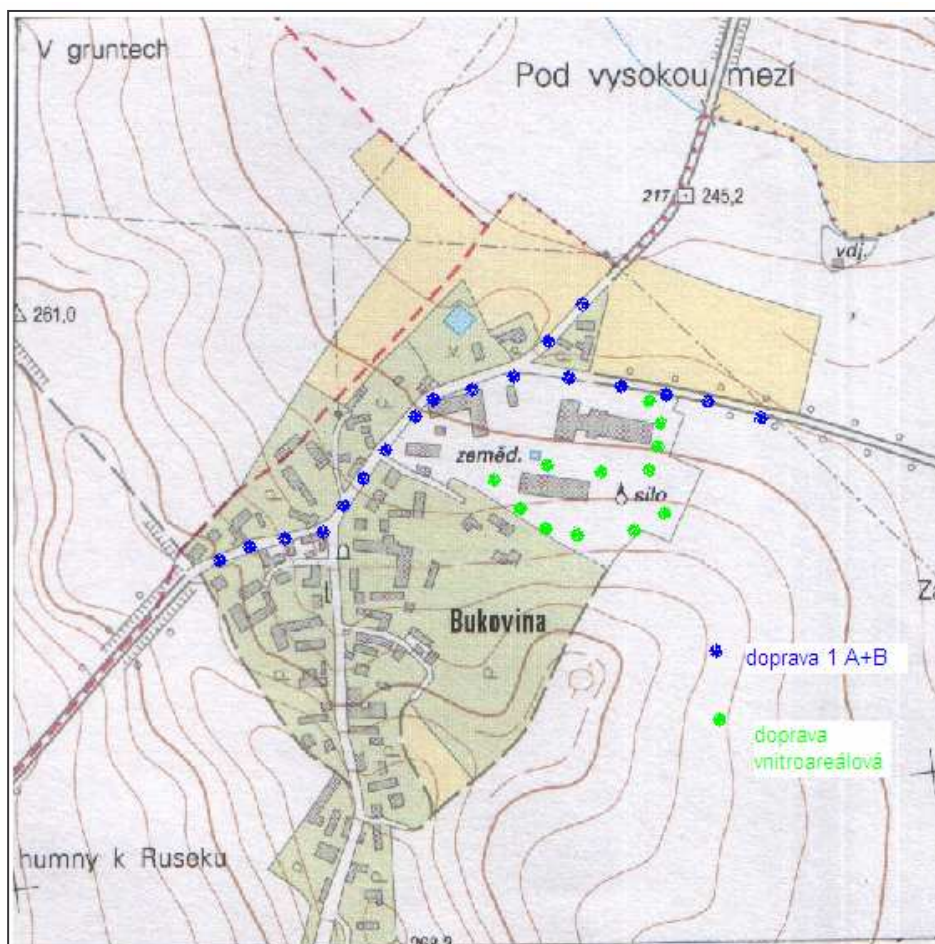 V gruntech
Pod vysokou mezí
217 245,2
vdj.
261,0
zeměd.
silo
Bukovina
doprava 1 A+B
doprava
vnitroareálová
humny k Ruseku